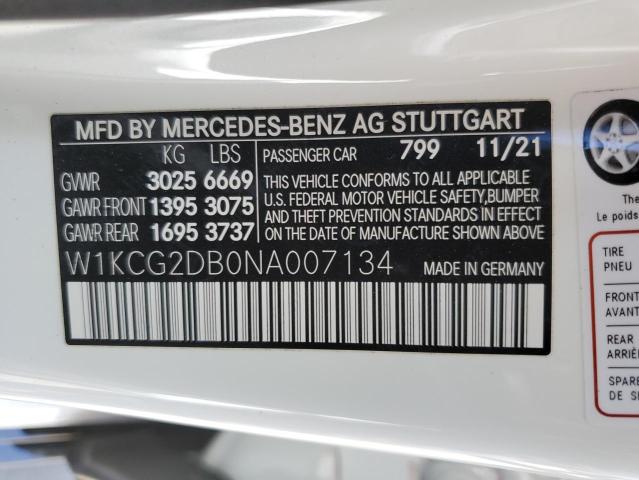 MFD BY MERCEDES-BENZ AG STUTTGART
KG LBS
GVWR 3025 6669
GAWR FRONT 1395 3075
GAWR REAR 1695 3737
PASSENGER CAR 799 11/21
THIS VEHICLE CONFORMS TO ALL APPLICABLE
U.S. FEDERAL MOTOR VEHICLE SAFETY,BUMPER
AND THEFT PREVENTION STANDARDS IN EFFECT
ON THE DATE OF MANUFACTURE SHOWN ABOVE
W1KCG2DB0NA007134 MADE IN GERMANY
The
Le poids
TIRE
FRONT
AVANT
REAR
ARRIÈR
SPARE
DE S